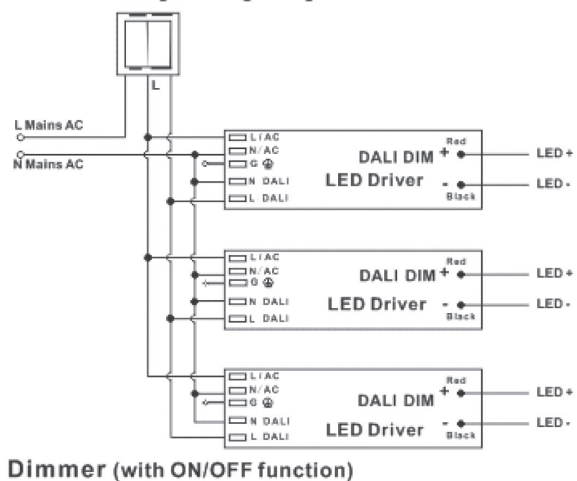 L
L Mains AC
N Mains AC
L/AC
N/AC
G
N DALI
L DALI
DALI DIM
LED Driver
+
Red
-
Black
LED+
LED-
L/AC
N/AC
G
N DALI
L DALI
DALI DIM
LED Driver
+
Red
-
Black
LED+
LED-
L/AC
N/AC
G
N DALI
L DALI
DALI DIM
LED Driver
+
Red
-
Black
LED+
LED-
Dimmer (with ON/OFF function)